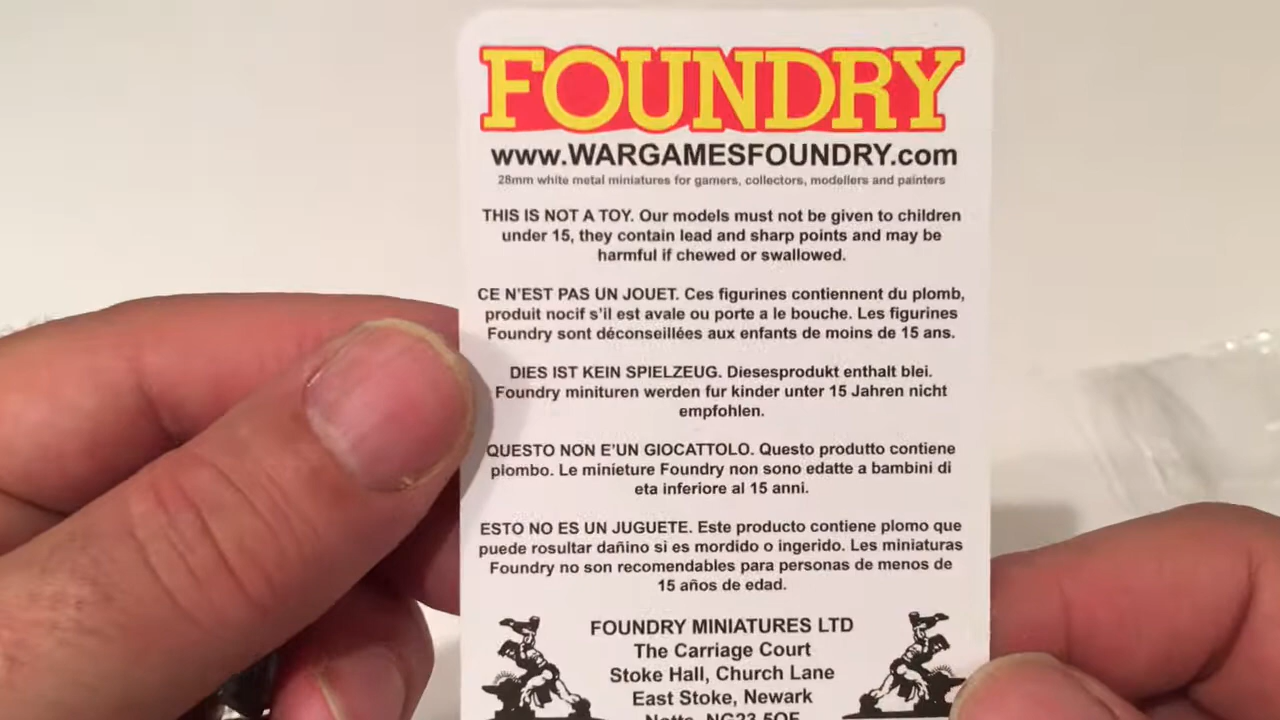 FOUNDRY
www.WARGAMESFOUNDRY.com
28mm white metal miniatures for gamers, collectors, modellers and painters
THIS IS NOT A TOY. Our models must not be given to children
under 15, they contain lead and sharp points and may be
harmful if chewed or swallowed.
CE N'EST PAS UN JOUET. Ces figurines contiennent du plomb,
produit nocif s'il est avale ou porte a le bouche. Les figurines
Foundry sont déconseillées aux enfants de moins de 15 ans.
DIES IST KEIN SPIELZEUG. Diesesprodukt enthalt blei.
Foundry minituren werden fur kinder unter 15 Jahren nicht
empfohlen.
QUESTO NON E'UN GIOCATTOLO. Questo produtto contiene
piombo. Le minieture Foundry non sono edatte a bambini di
eta inferiore al 15 anni.
ESTO NO ES UN JUGUETE. Este producto contiene plomo que
puede rosultar dañino si es mordido o ingerido. Les miniaturas
Foundry no son recomendables para personas de menos de
15 años de edad.
FOUNDRY MINIATURES LTD
The Carriage Court
Stoke Hall, Church Lane
East Stoke, Newark
Notts, NG23